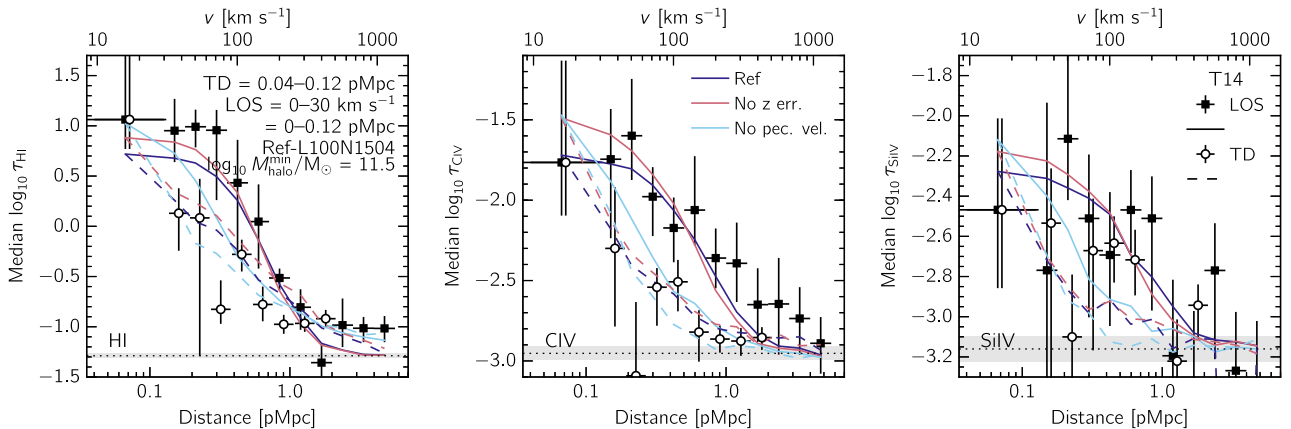 v [km s⁻¹]
10 100 1000
1.5
1.0
0.5
0.0
−0.5
−1.0
−1.5
Median log₁₀ τ_HI
TD = 0.04–0.12 pMpc
LOS = 0–30 km s⁻¹
= 0–0.12 pMpc
Ref-L100N1504
log₁₀ M_halo^min/M⊙ = 11.5
HI
0.1 1.0
Distance [pMpc]
v [km s⁻¹]
10 100 1000
−1.5
−2.0
−2.5
−3.0
Median log₁₀ τ_CIV
Ref
No z err.
No pec. vel.
CIV
0.1 1.0
Distance [pMpc]
v [km s⁻¹]
10 100 1000
−1.8
−2.0
−2.2
−2.4
−2.6
−2.8
−3.0
−3.2
Median log₁₀ τ_SiIV
T14
LOS
TD
SiIV
0.1 1.0
Distance [pMpc]